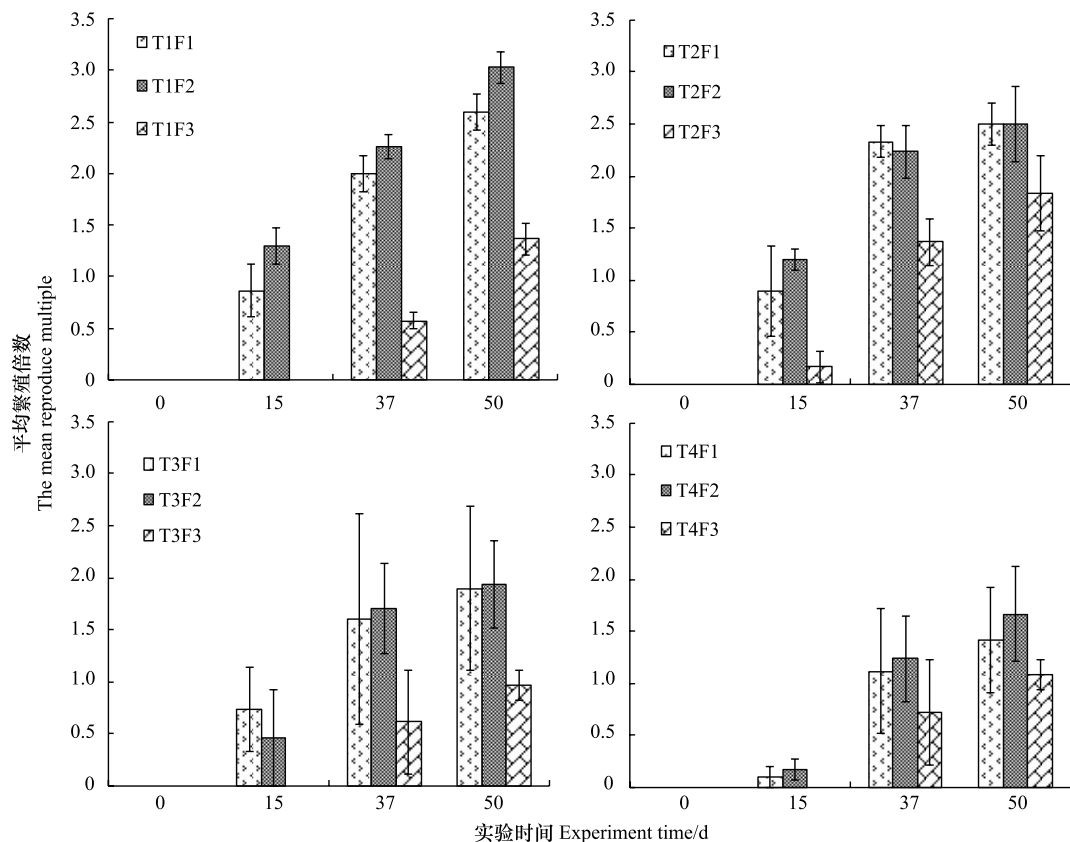 平均繁殖倍数
The mean reproduce multiple
3.5
3.0
2.5
2.0
1.5
1.0
0.5
0
T1F1
T1F2
T1F3
0 15 37 50
3.5
3.0
2.5
2.0
1.5
1.0
0.5
0
T2F1
T2F2
T2F3
0 15 37 50
3.5
3.0
2.5
2.0
1.5
1.0
0.5
0
T3F1
T3F2
T3F3
0 15 37 50
3.5
3.0
2.5
2.0
1.5
1.0
0.5
0
T4F1
T4F2
T4F3
0 15 37 50
实验时间 Experiment time/d